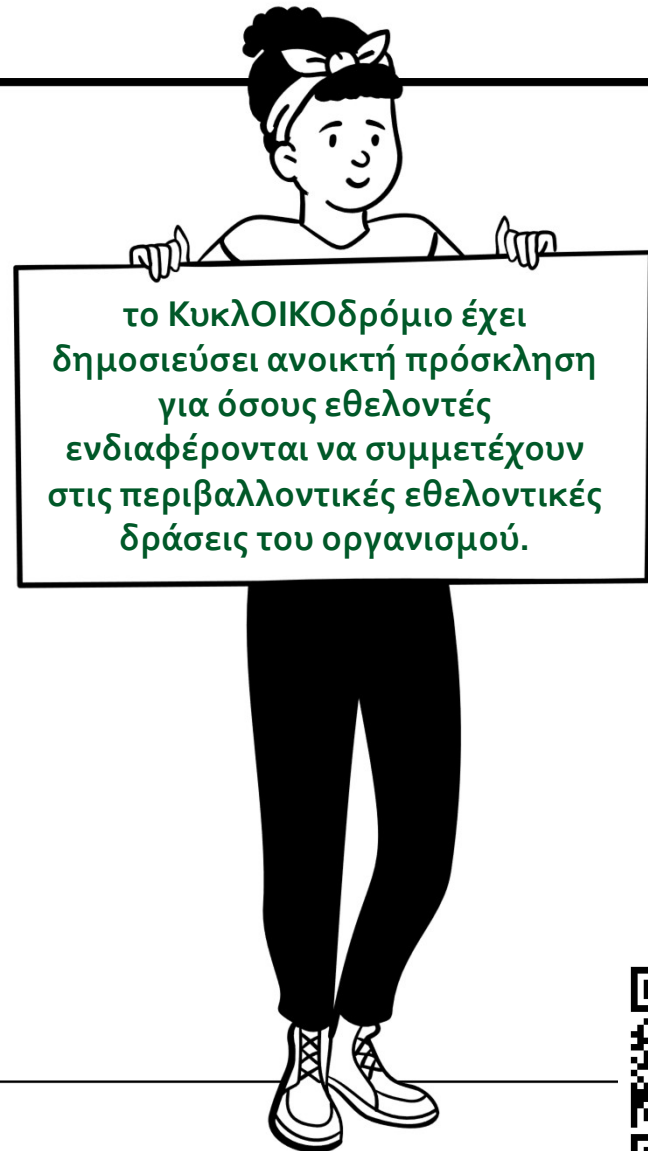 το ΚυκλΟΙΚΟδρόμιο έχει
δημοσιεύσει ανοικτή πρόσκληση
για όσους εθελοντές
ενδιαφέρονται να συμμετέχουν
στις περιβαλλοντικές εθελοντικές
δράσεις του οργανισμού.